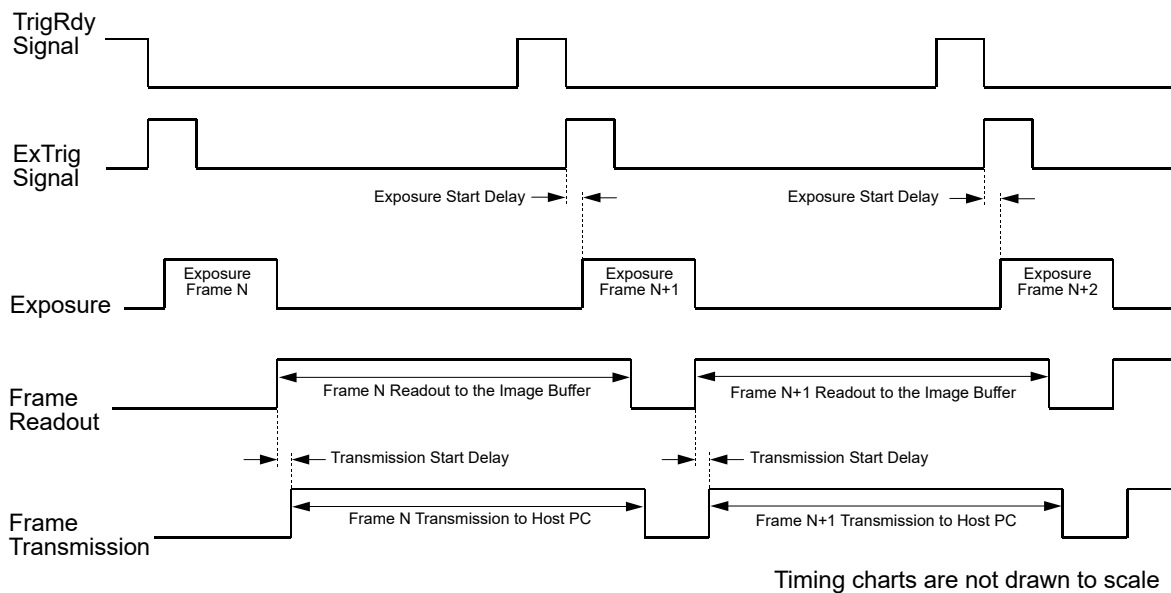 TrigRdy
Signal
ExTrig
Signal
Exposure Start Delay
Exposure Start Delay
Exposure
Exposure
Frame N
Exposure
Frame N+1
Exposure
Frame N+2
Frame
Readout
Frame N Readout to the Image Buffer
Frame N+1 Readout to the Image Buffer
Transmission Start Delay
Transmission Start Delay
Frame
Transmission
Frame N Transmission to Host PC
Frame N+1 Transmission to Host PC
Timing charts are not drawn to scale